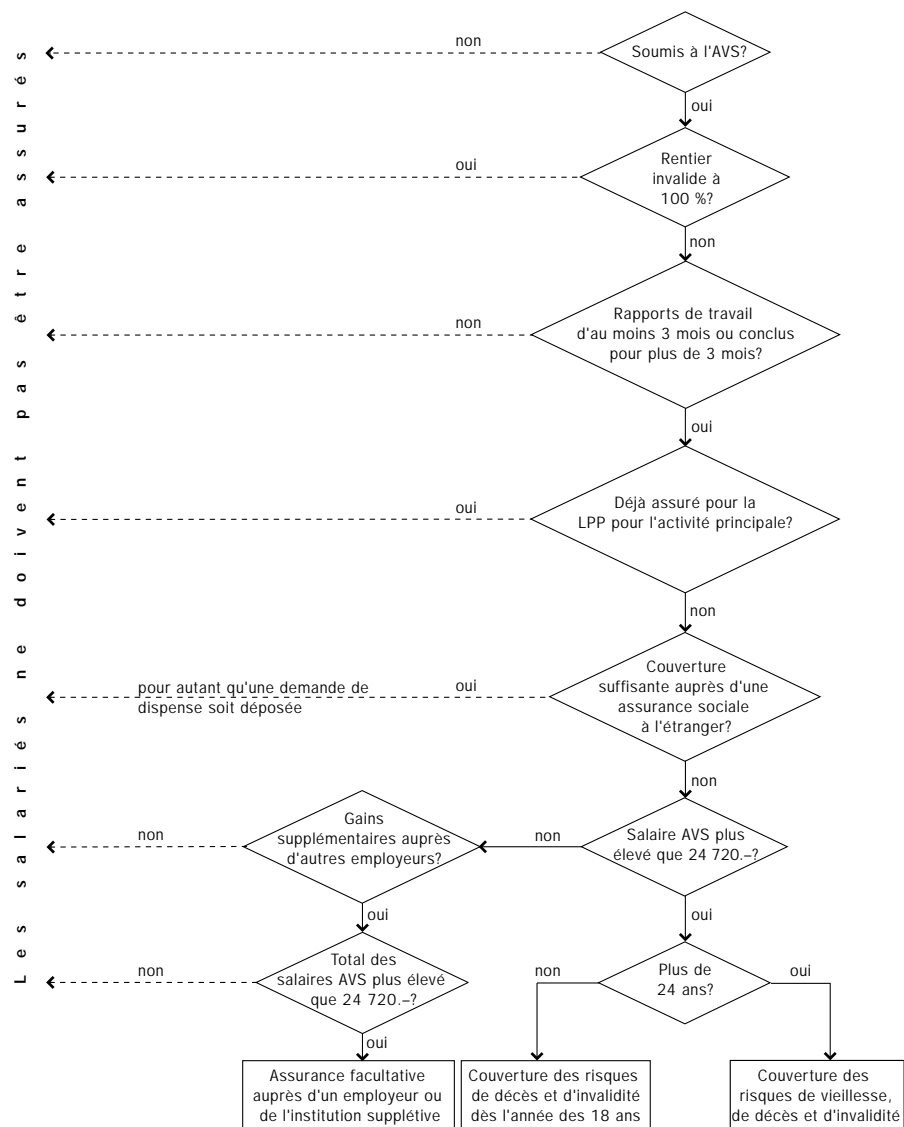 Les salariés ne doivent pas être assurés
non
Soumis à l'AVS?
oui
oui
Rentier
invalide à
100 %?
non
non
Rapports de travail
d'au moins 3 mois ou conclus
pour plus de 3 mois?
oui
oui
Déjà assuré pour la
LPP pour l'activité principale?
non
pour autant qu'une demande de
dispense soit déposée
oui
Couverture
suffisante auprès d'une
assurance sociale
à l'étranger?
non
non
Gains
supplémentaires auprès
d'autres employeurs?
non
Salaire AVS plus
élevé que 24 720.–?
oui
oui
non
Total des
salaires AVS plus élevé
que 24 720.–?
non
Plus de
24 ans?
oui
oui
Assurance facultative
auprès d'un employeur ou
de l'institution supplétive
Couverture des risques
de décès et d'invalidité
dès l'année des 18 ans
Couverture des
risques de vieillesse,
de décès et d'invalidité